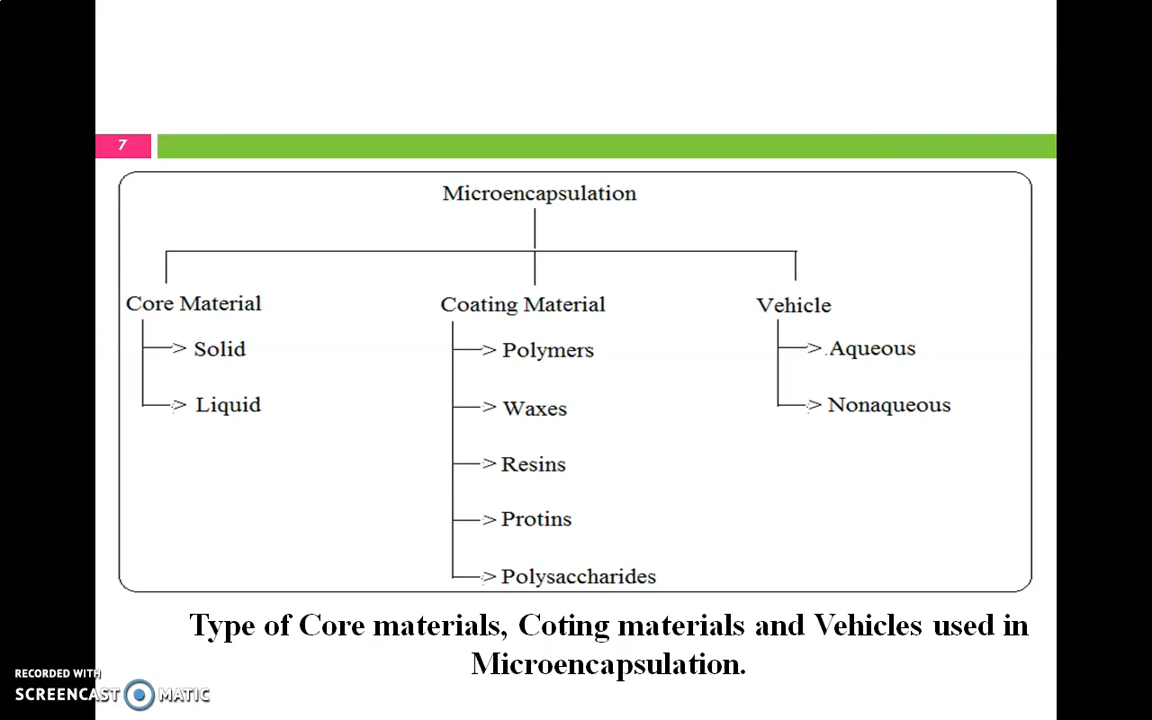 7
Microencapsulation
Core Material
Solid
Liquid
Coating Material
Polymers
Waxes
Resins
Protins
Polysaccharides
Vehicle
Aqueous
Nonaqueous
Type of Core materials, Coting materials and Vehicles used in
Microencapsulation.
RECORDED WITH
SCREENCAST MATIC